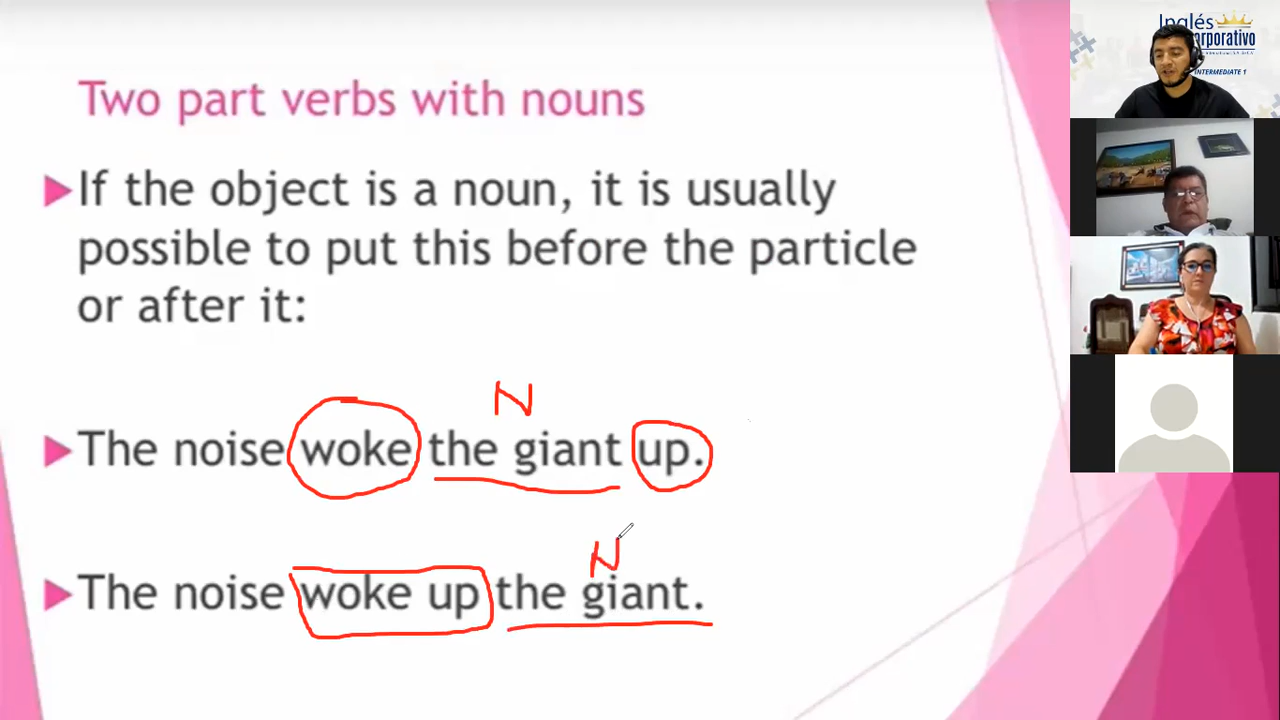 Two part verbs with nouns
If the object is a noun, it is usually
possible to put this before the particle
or after it:
N
The noise woke the giant up.
N
The noise woke up the giant.
Inglés
orporativo
INTERMEDIATE 1